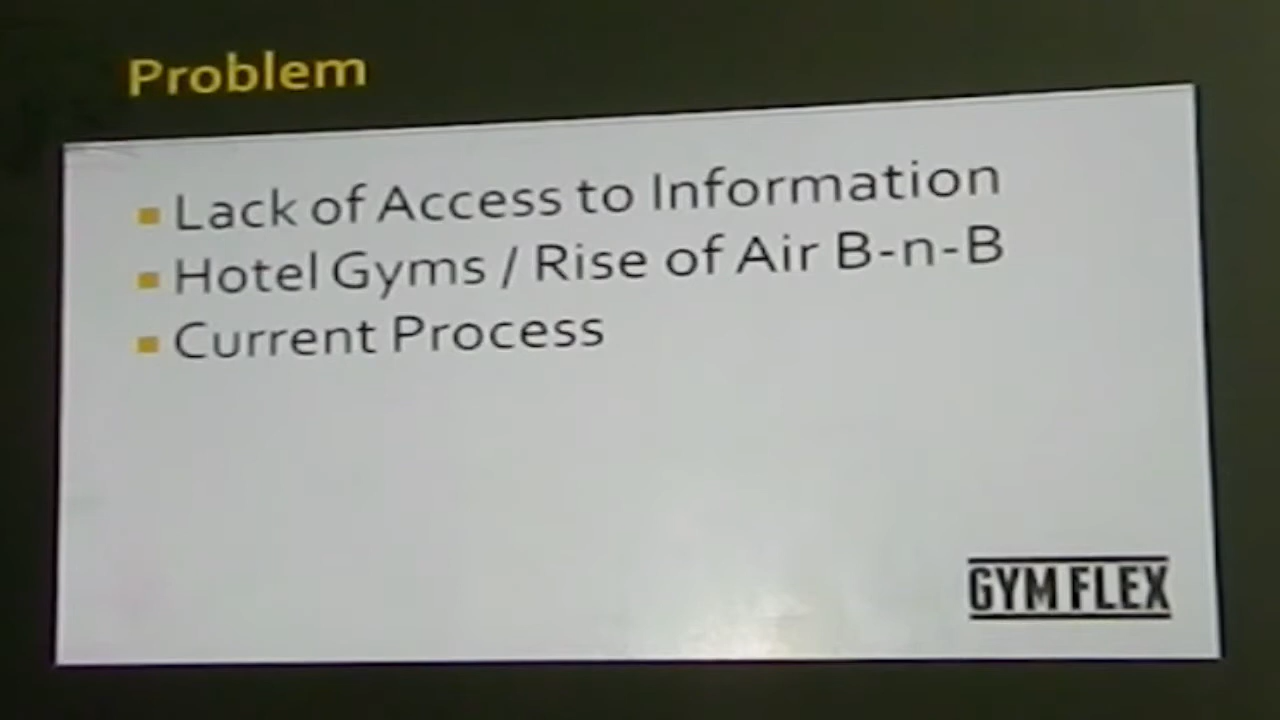 Problem
Lack of Access to Information
Hotel Gyms / Rise of Air B-n-B
Current Process
GYM FLEX